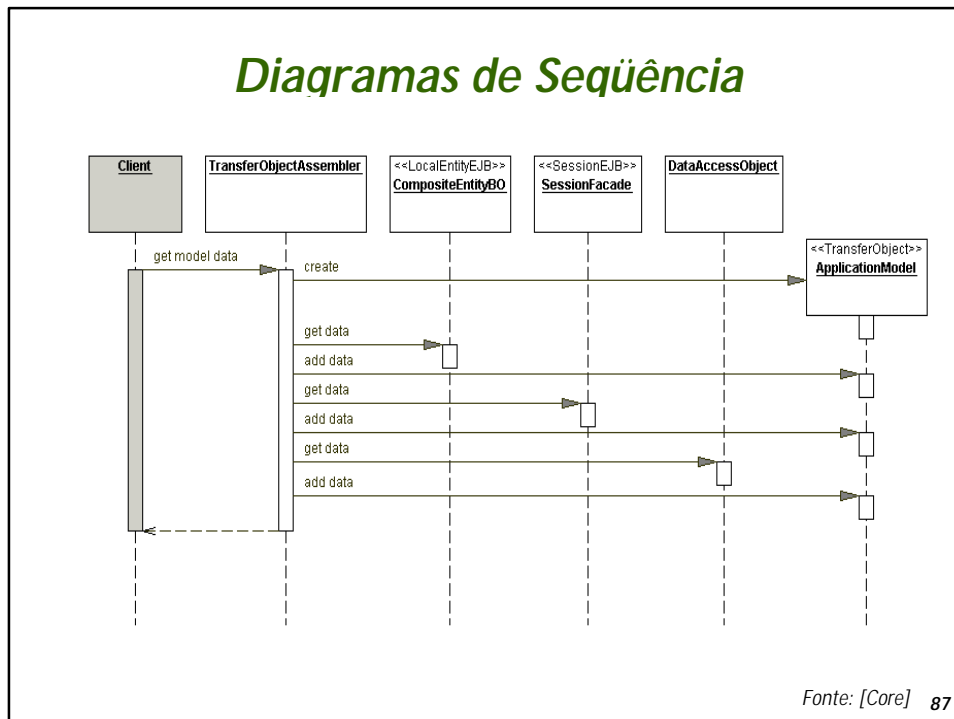 Diagramas de Seqüência
Client
TransferObjectAssembler
<<LocalEntityEJB>>
CompositeEntityBO
<<SessionEJB>>
SessionFacade
DataAccessObject
<<TransferObject>>
ApplicationModel
get model data
create
get data
add data
get data
add data
get data
add data
Fonte: [Core] 87